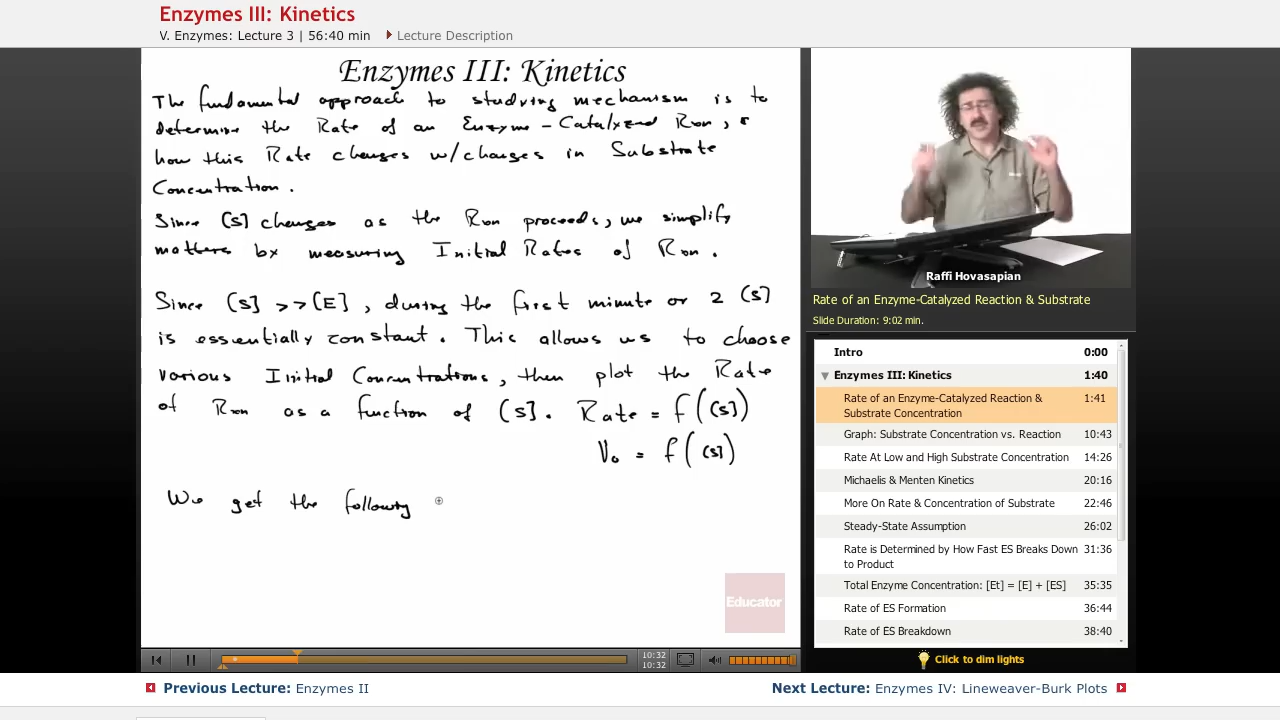 Enzymes III: Kinetics
V. Enzymes: Lecture 3 | 56:40 min
Lecture Description
Enzymes III: Kinetics
The fundamental approach to studying mechanism is to
determine the Rate of an Enzyme-Catalyzed Rxn,
how this Rate changes w/changes in Substrate
Concentration.
Since [S] changes as the Rxn proceeds, we simplify
matters by measuring Initial Rates of Rxn.
Since [S] >> [E], during the first minute or 2 [S]
is essentially constant. This allows us to choose
various Initial Concentrations, then plot the Rate
of Rxn as a function of [S]. Rate = f([S])
V₀ = f([S])
We get the following
Educator
10:32
10:32
Raffi Hovasapian
Rate of an Enzyme-Catalyzed Reaction & Substrate
Slide Duration: 9:02 min.
Intro 0:00
Enzymes III: Kinetics 1:40
Rate of an Enzyme-Catalyzed Reaction & 1:41
Substrate Concentration
Graph: Substrate Concentration vs. Reaction 10:43
Rate At Low and High Substrate Concentration 14:26
Michaelis & Menten Kinetics 20:16
More On Rate & Concentration of Substrate 22:46
Steady-State Assumption 26:02
Rate is Determined by How Fast ES Breaks Down 31:36
to Product
Total Enzyme Concentration: [Et] = [E] + [ES] 35:35
Rate of ES Formation 36:44
Rate of ES Breakdown 38:40
Click to dim lights
Previous Lecture: Enzymes II
Next Lecture: Enzymes IV: Lineweaver-Burk Plots